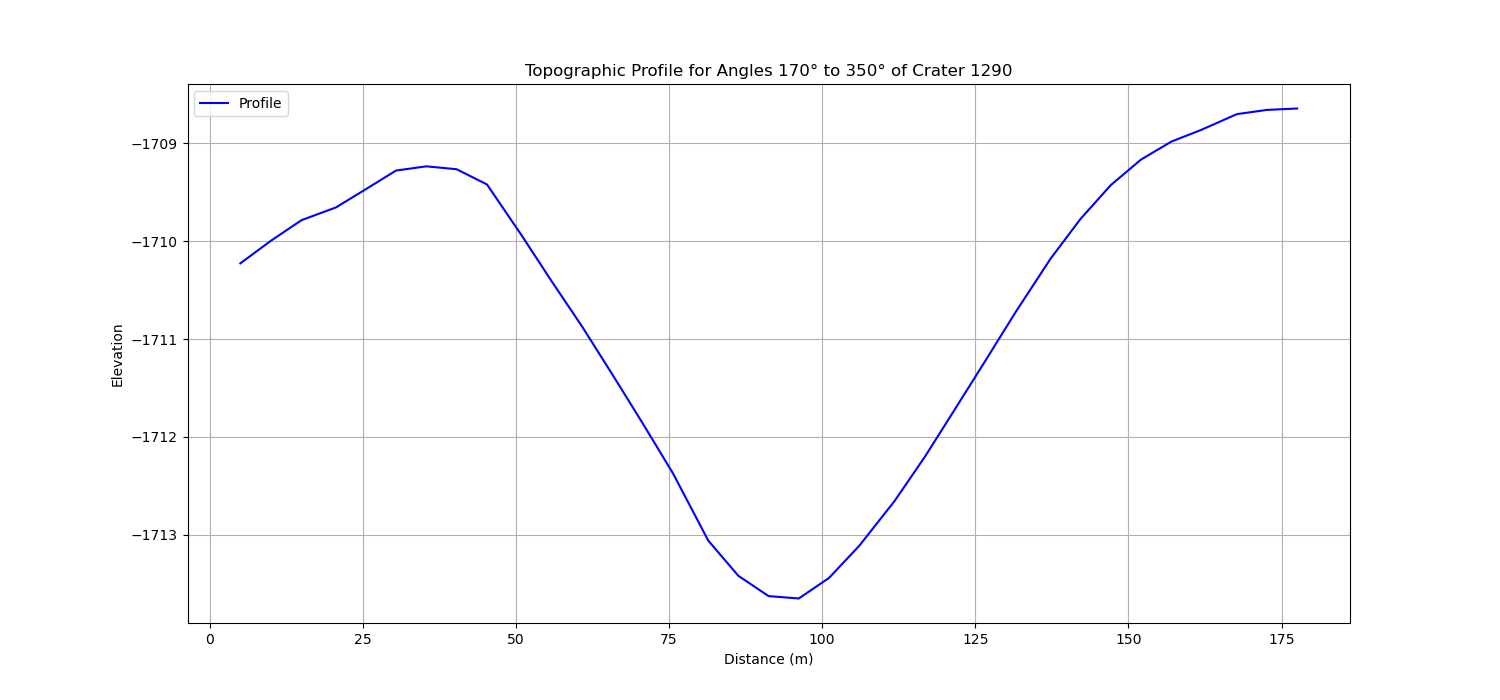 Topographic Profile for Angles 170° to 350° of Crater 1290
Profile
−1709
−1710
−1711
−1712
−1713
Elevation
0 25 50 75 100 125 150 175
Distance (m)